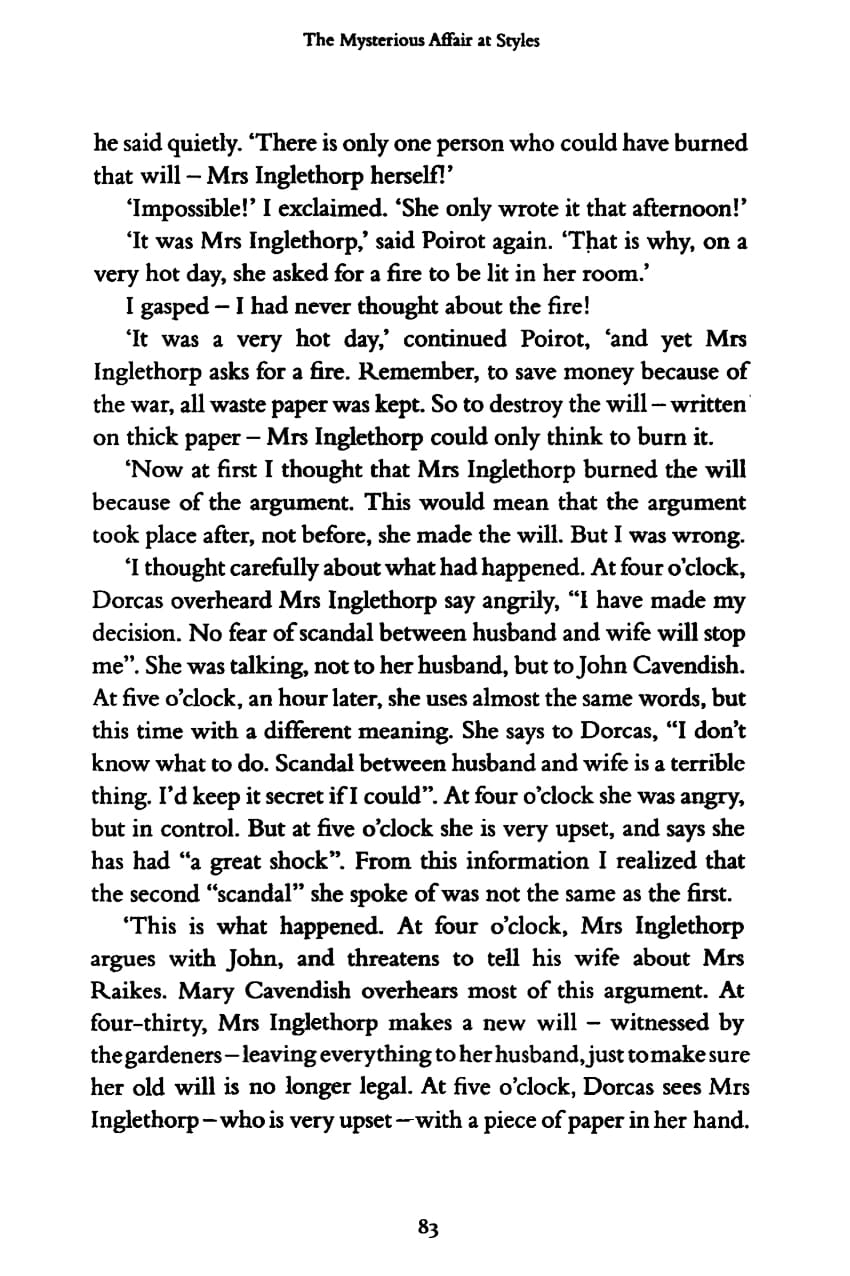 The Mysterious Affair at Styles
he said quietly. ‘There is only one person who could have burned
that will – Mrs Inglethorp herself!’
‘Impossible!’ I exclaimed. ‘She only wrote it that afternoon!’
‘It was Mrs Inglethorp,’ said Poirot again. ‘That is why, on a
very hot day, she asked for a fire to be lit in her room.’
I gasped – I had never thought about the fire!
‘It was a very hot day,’ continued Poirot, ‘and yet Mrs
Inglethorp asks for a fire. Remember, to save money because of
the war, all waste paper was kept. So to destroy the will – written
on thick paper – Mrs Inglethorp could only think to burn it.
‘Now at first I thought that Mrs Inglethorp burned the will
because of the argument. This would mean that the argument
took place after, not before, she made the will. But I was wrong.
‘I thought carefully about what had happened. At four o’clock,
Dorcas overheard Mrs Inglethorp say angrily, “I have made my
decision. No fear of scandal between husband and wife will stop
me”. She was talking, not to her husband, but to John Cavendish.
At five o’clock, an hour later, she uses almost the same words, but
this time with a different meaning. She says to Dorcas, “I don’t
know what to do. Scandal between husband and wife is a terrible
thing. I’d keep it secret if I could”. At four o’clock she was angry,
but in control. But at five o’clock she is very upset, and says she
has had “a great shock”. From this information I realized that
the second “scandal” she spoke of was not the same as the first.
‘This is what happened. At four o’clock, Mrs Inglethorp
argues with John, and threatens to tell his wife about Mrs
Raikes. Mary Cavendish overhears most of this argument. At
four-thirty, Mrs Inglethorp makes a new will – witnessed by
the gardeners – leaving everything to her husband, just to make sure
her old will is no longer legal. At five o’clock, Dorcas sees Mrs
Inglethorp – who is very upset – with a piece of paper in her hand.
83